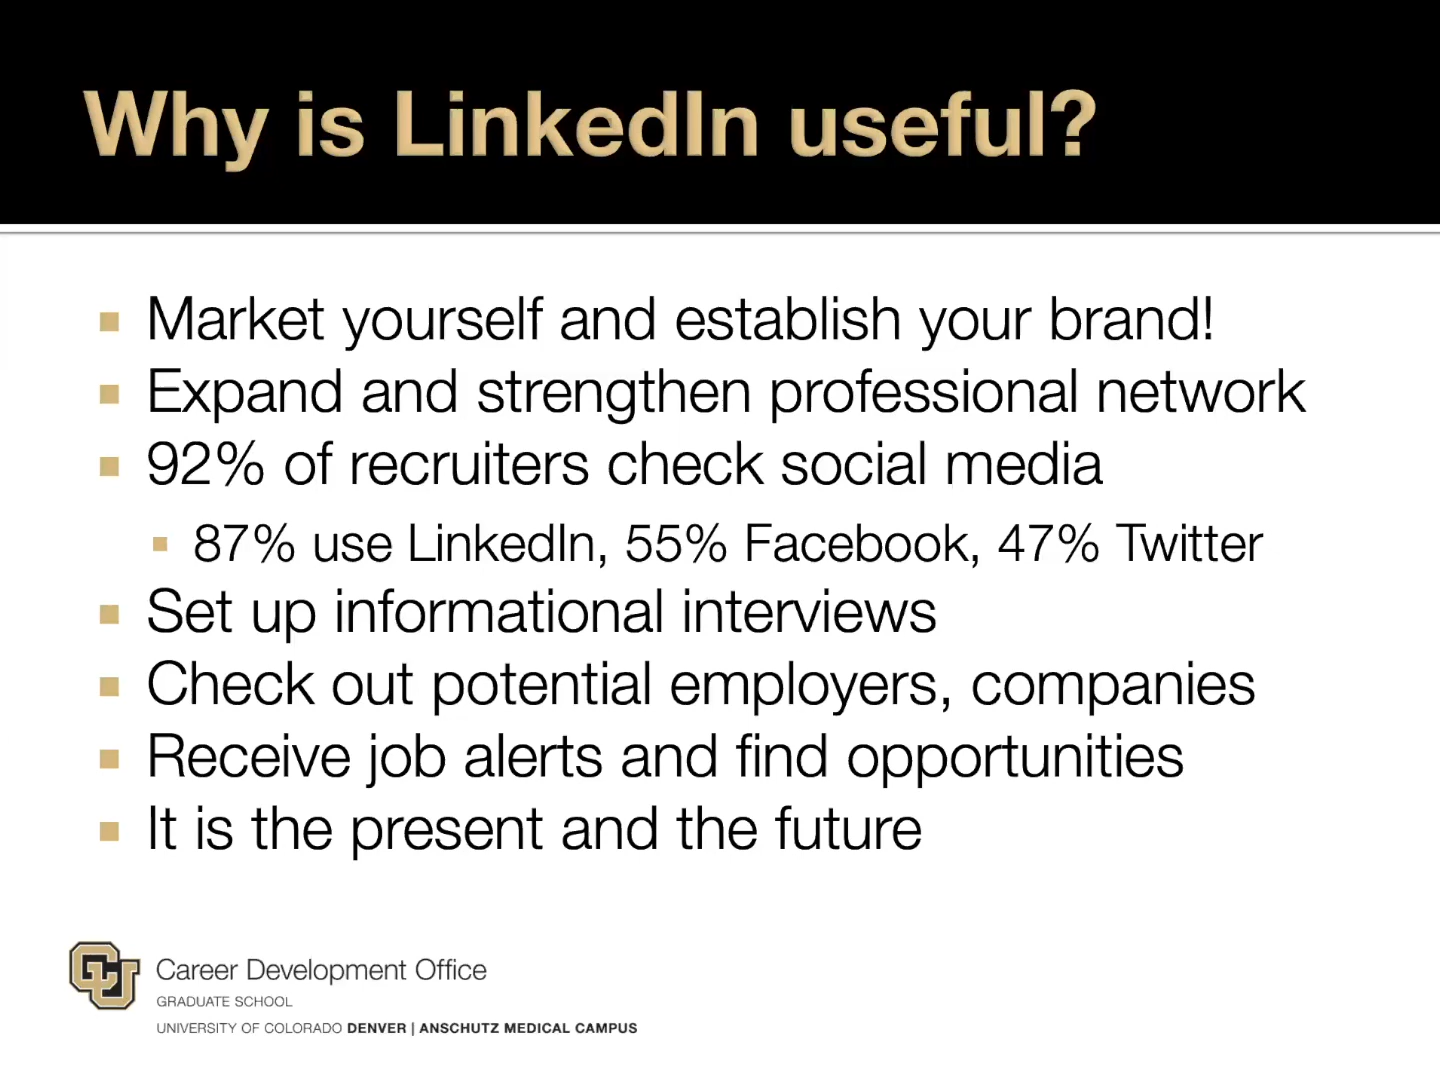 Why is LinkedIn useful?
Market yourself and establish your brand!
Expand and strengthen professional network
92% of recruiters check social media
87% use LinkedIn, 55% Facebook, 47% Twitter
Set up informational interviews
Check out potential employers, companies
Receive job alerts and find opportunities
It is the present and the future
CU
Career Development Office
GRADUATE SCHOOL
UNIVERSITY OF COLORADO DENVER | ANSCHUTZ MEDICAL CAMPUS